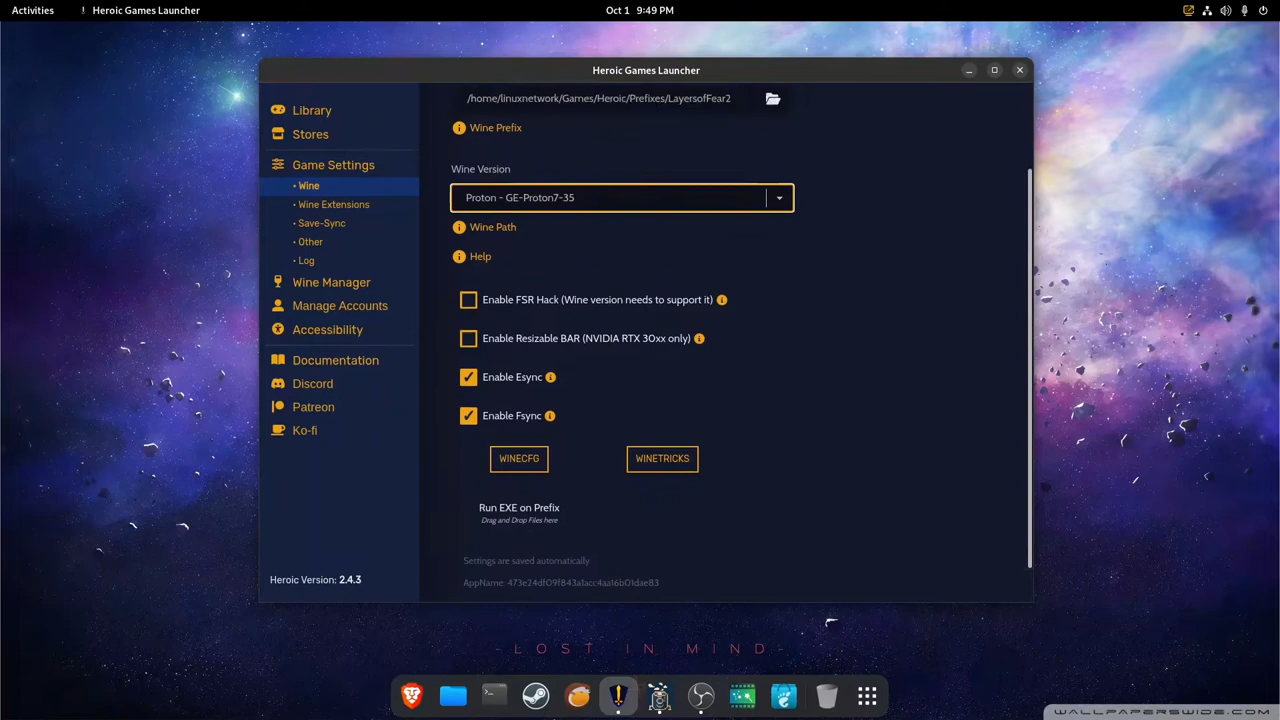 Activities
Heroic Games Launcher
Oct 1 9:49 PM
Heroic Games Launcher
Library
Stores
Game Settings
• Wine
• Wine Extensions
• Save-Sync
• Other
• Log
Wine Manager
Manage Accounts
Accessibility
Documentation
Discord
Patreon
Ko-fi
Heroic Version: 2.4.3
/home/linuxnetwork/Games/Heroic/Prefixes/LayersofFear2
Wine Prefix
Wine Version
Proton - GE-Proton7-35
Wine Path
Help
Enable FSR Hack (Wine version needs to support it)
Enable Resizable BAR (NVIDIA RTX 30xx only)
Enable Esync
Enable Fsync
WINECFG WINETRICKS
Run EXE on Prefix
Drag and Drop Files here
Settings are saved automatically
AppName: 473e24df09f843a1acc4aa16b01dae83
- LOST IN MIND -
WALLPAPERSWIDE.COM